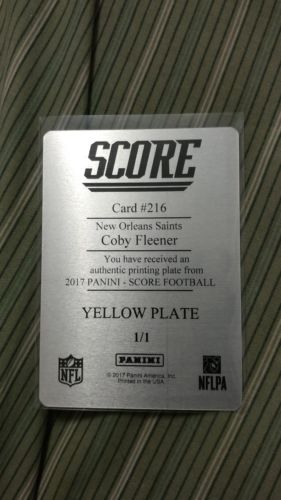 SCORE
Card #216
New Orleans Saints
Coby Fleener
You have received an
authentic printing plate from
2017 PANINI - SCORE FOOTBALL
YELLOW PLATE
1/1
NFL
PANINI
NFLPA
© 2017 Panini America, Inc.
Printed in the USA.